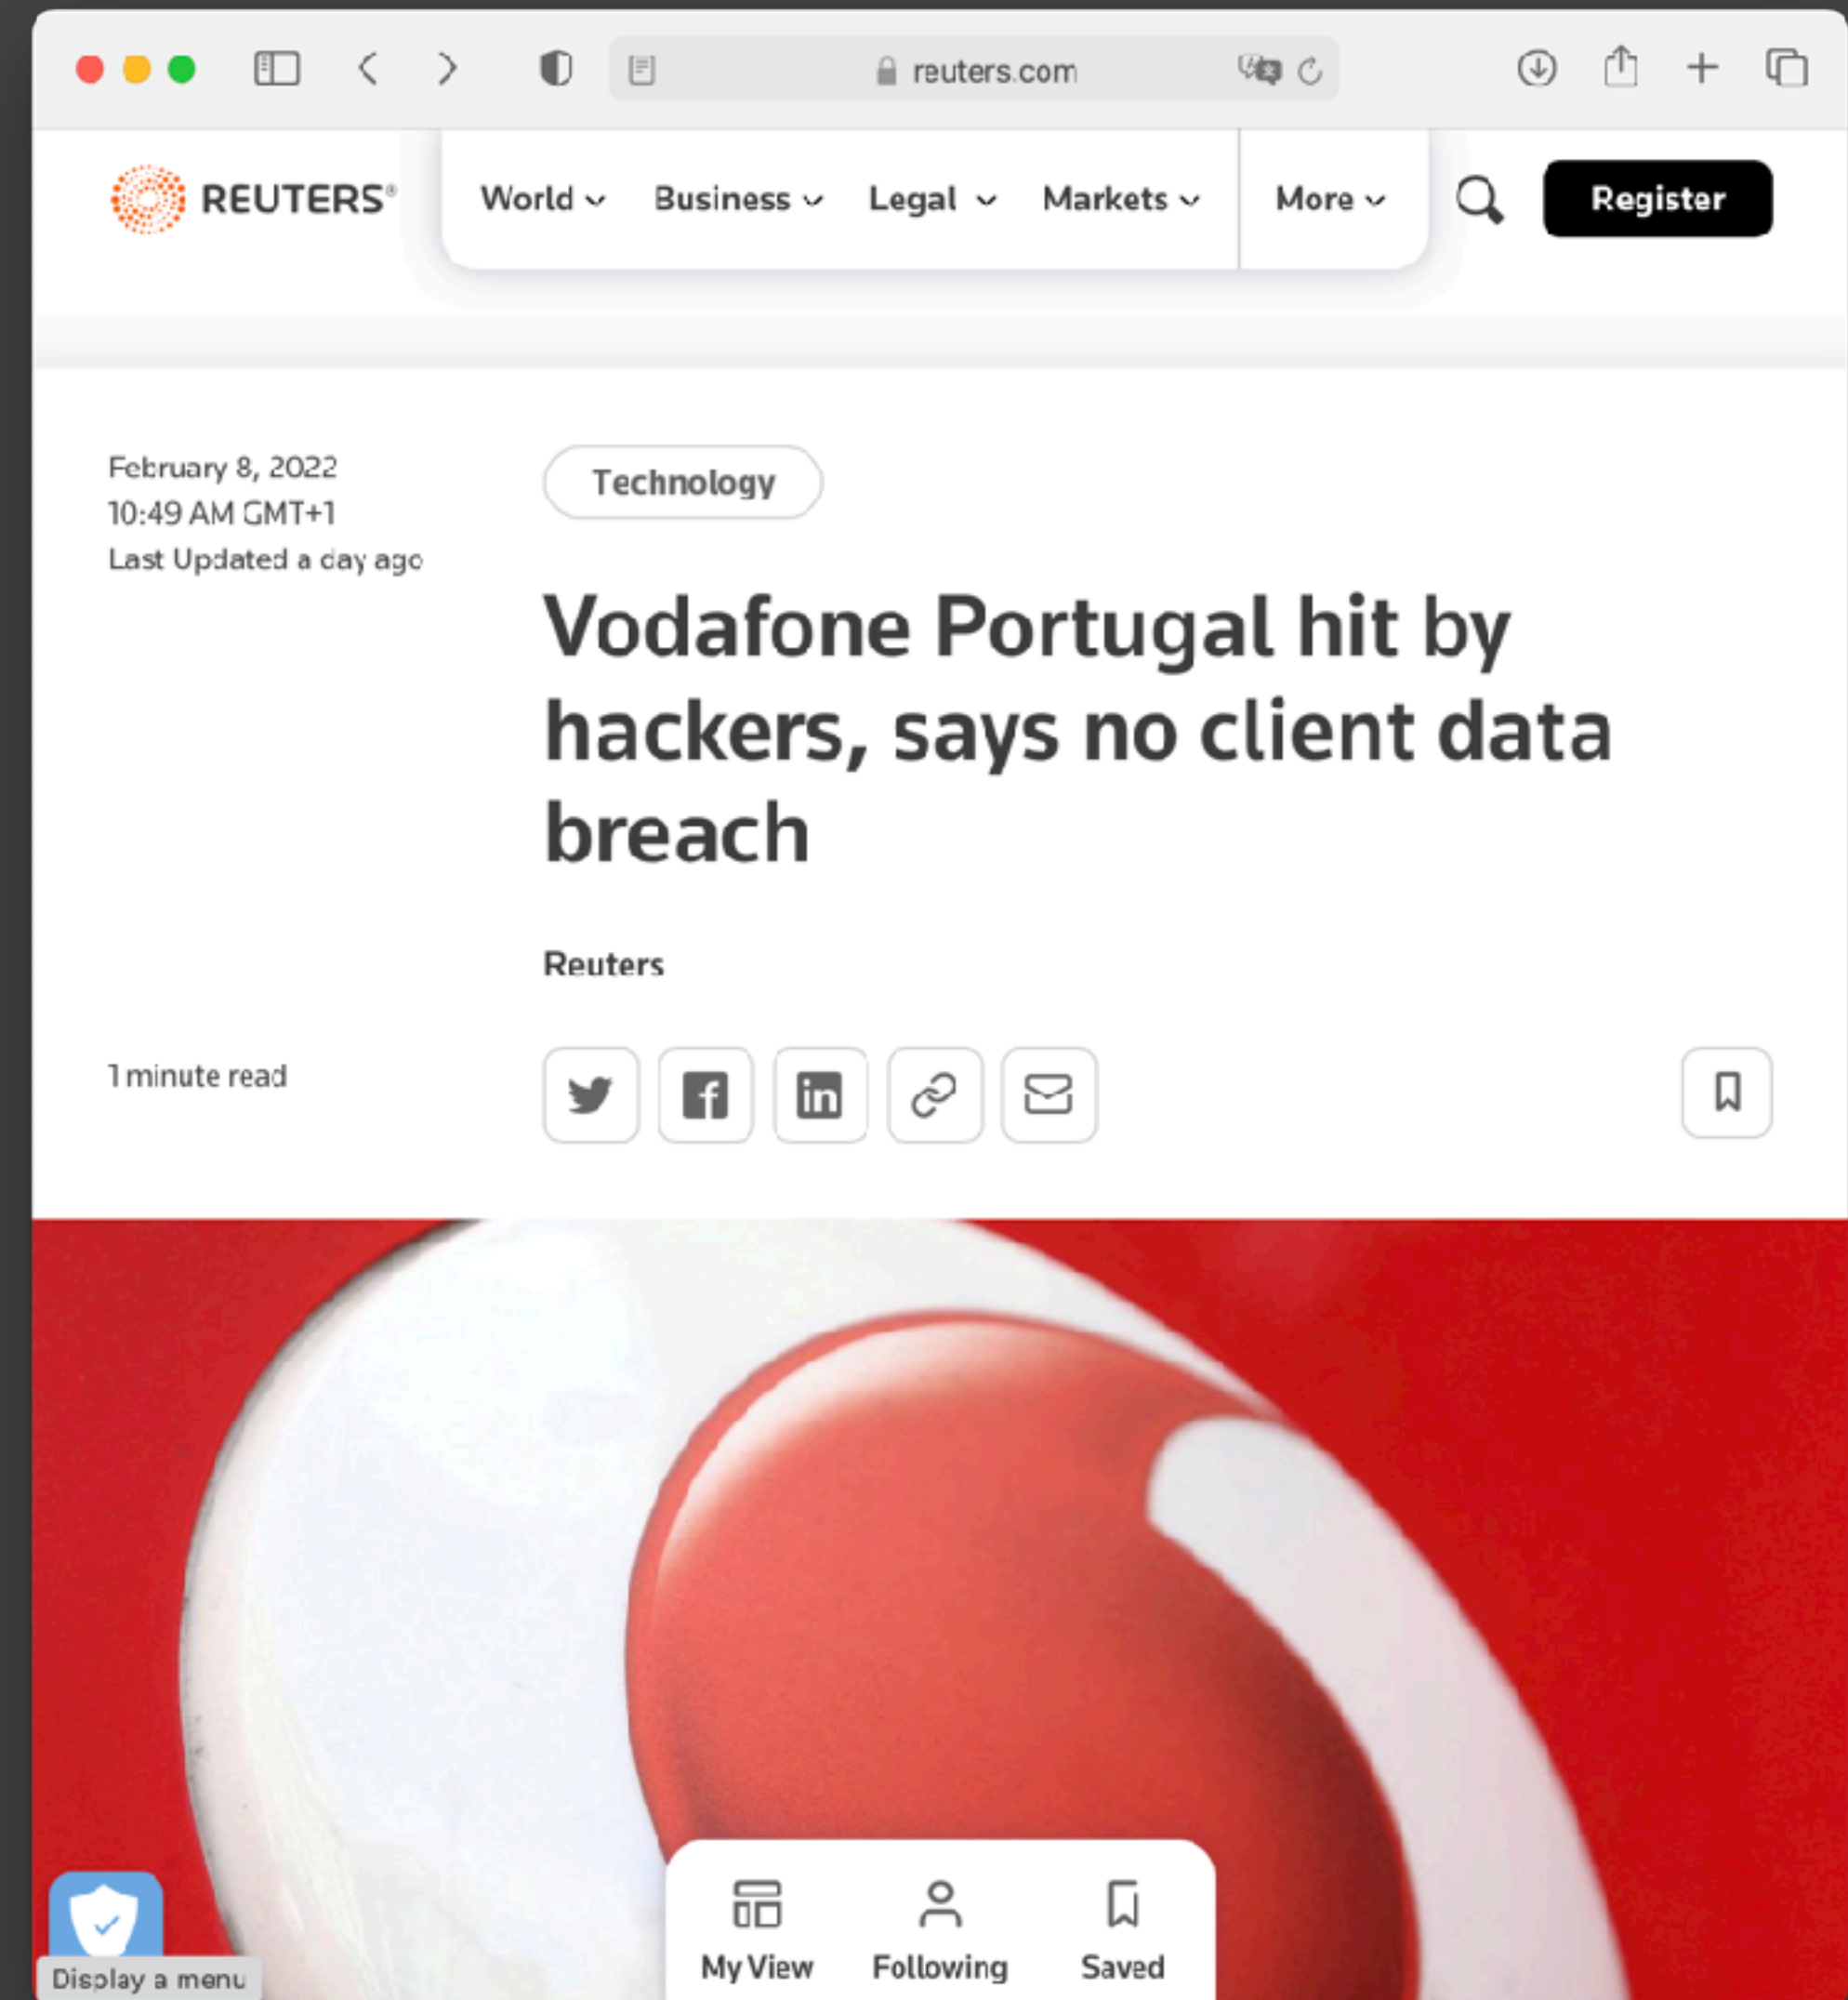 reuters.com
REUTERS®
World Business Legal Markets More Register
February 8, 2022
10:49 AM GMT+1
Last Updated a day ago
Technology
Vodafone Portugal hit by
hackers, says no client data
breach
Reuters
1 minute read
My View Following Saved
Display a menu